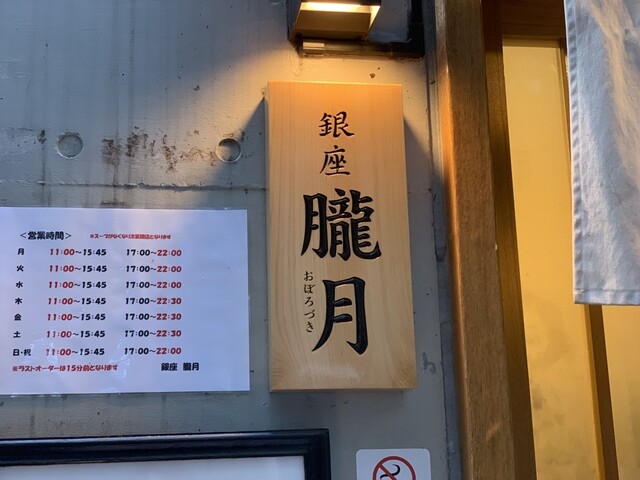 銀座
朧月
おぼろづき
<営業時間> ※スープがなくなり次第閉店となります
月 11:00～15:45 17:00～22:00
火 11:00～15:45 17:00～22:00
水 11:00～15:45 17:00～22:00
木 11:00～15:45 17:00～22:30
金 11:00～15:45 17:00～22:30
土 11:00～15:45 17:00～22:30
日・祝 11:00～15:45 17:00～22:00
※ラストオーダーは15分前となります 銀座 朧月